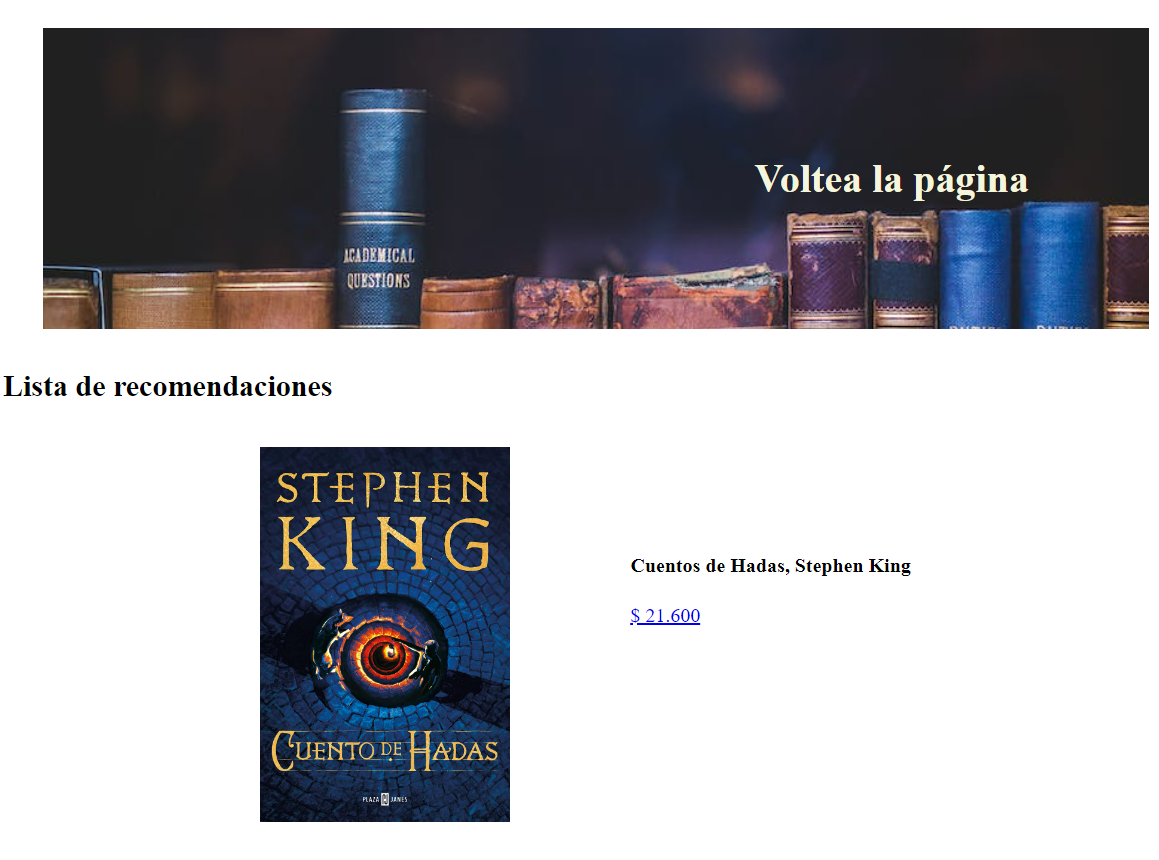 Voltea la página
ACADEMICAL
QUESTIONS
Lista de recomendaciones
STEPHEN
KING
CUENTO DE HADAS
PLAZA JANES
Cuentos de Hadas, Stephen King
$ 21.600